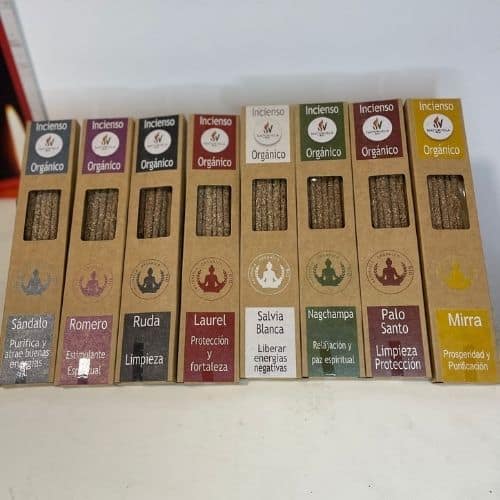 Incienso
Orgánico
Sándalo
Purifica y
atrae buenas
energías
Incienso
Orgánico
Romero
Estimulante
Espiritual
Incienso
Orgánico
Ruda
Limpieza
Incienso
Orgánico
Laurel
Protección
y
fortaleza
Incienso
Orgánico
Salvia
Blanca
Liberar
energías
negativas
Incienso
Orgánico
Nagchampa
Relajación y
paz espiritual
Incienso
Orgánico
Palo
Santo
Limpieza
Protección
Incienso
Orgánico
Mirra
Prosperidad y
Purificación